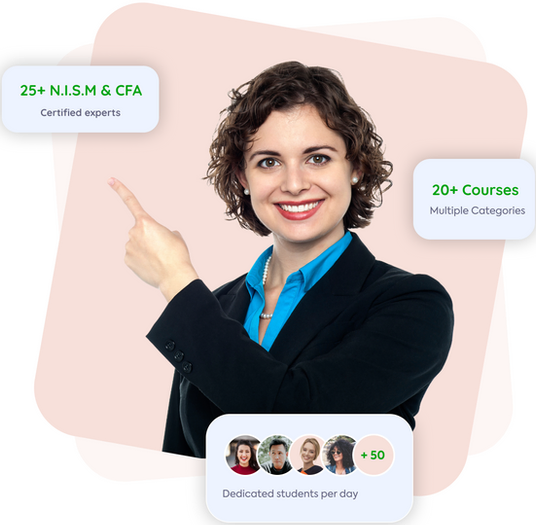 25+ N.I.S.M & CFA
Certified experts
20+ Courses
Multiple Categories
+ 50
Dedicated students per day